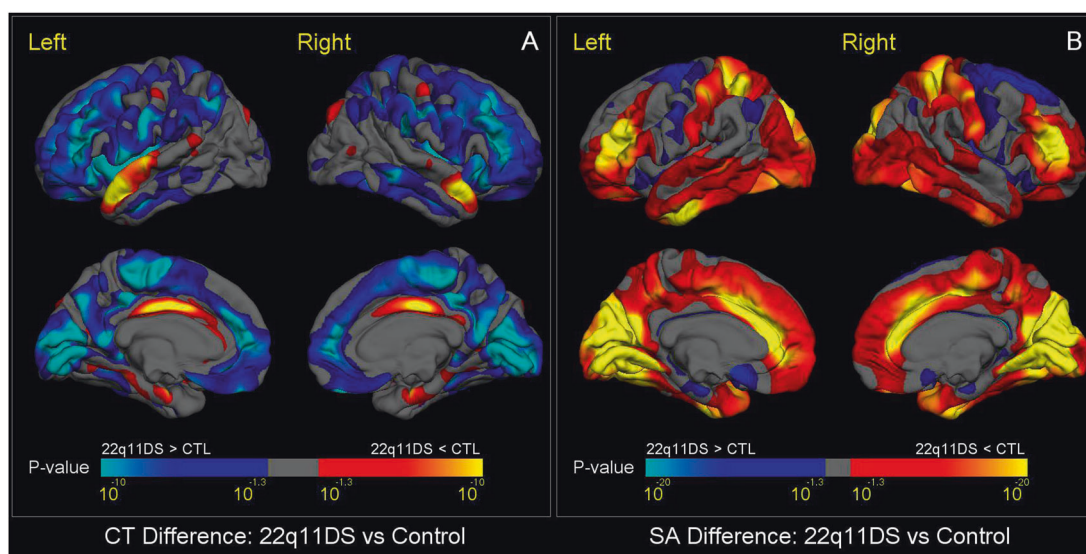 Left Right A
22q11DS > CTL 22q11DS < CTL
P-value
10^-10 10^-1.3 10^-1.3 10^-10
CT Difference: 22q11DS vs Control
Left Right B
22q11DS > CTL 22q11DS < CTL
P-value
10^-20 10^-1.3 10^-1.3 10^-20
SA Difference: 22q11DS vs Control